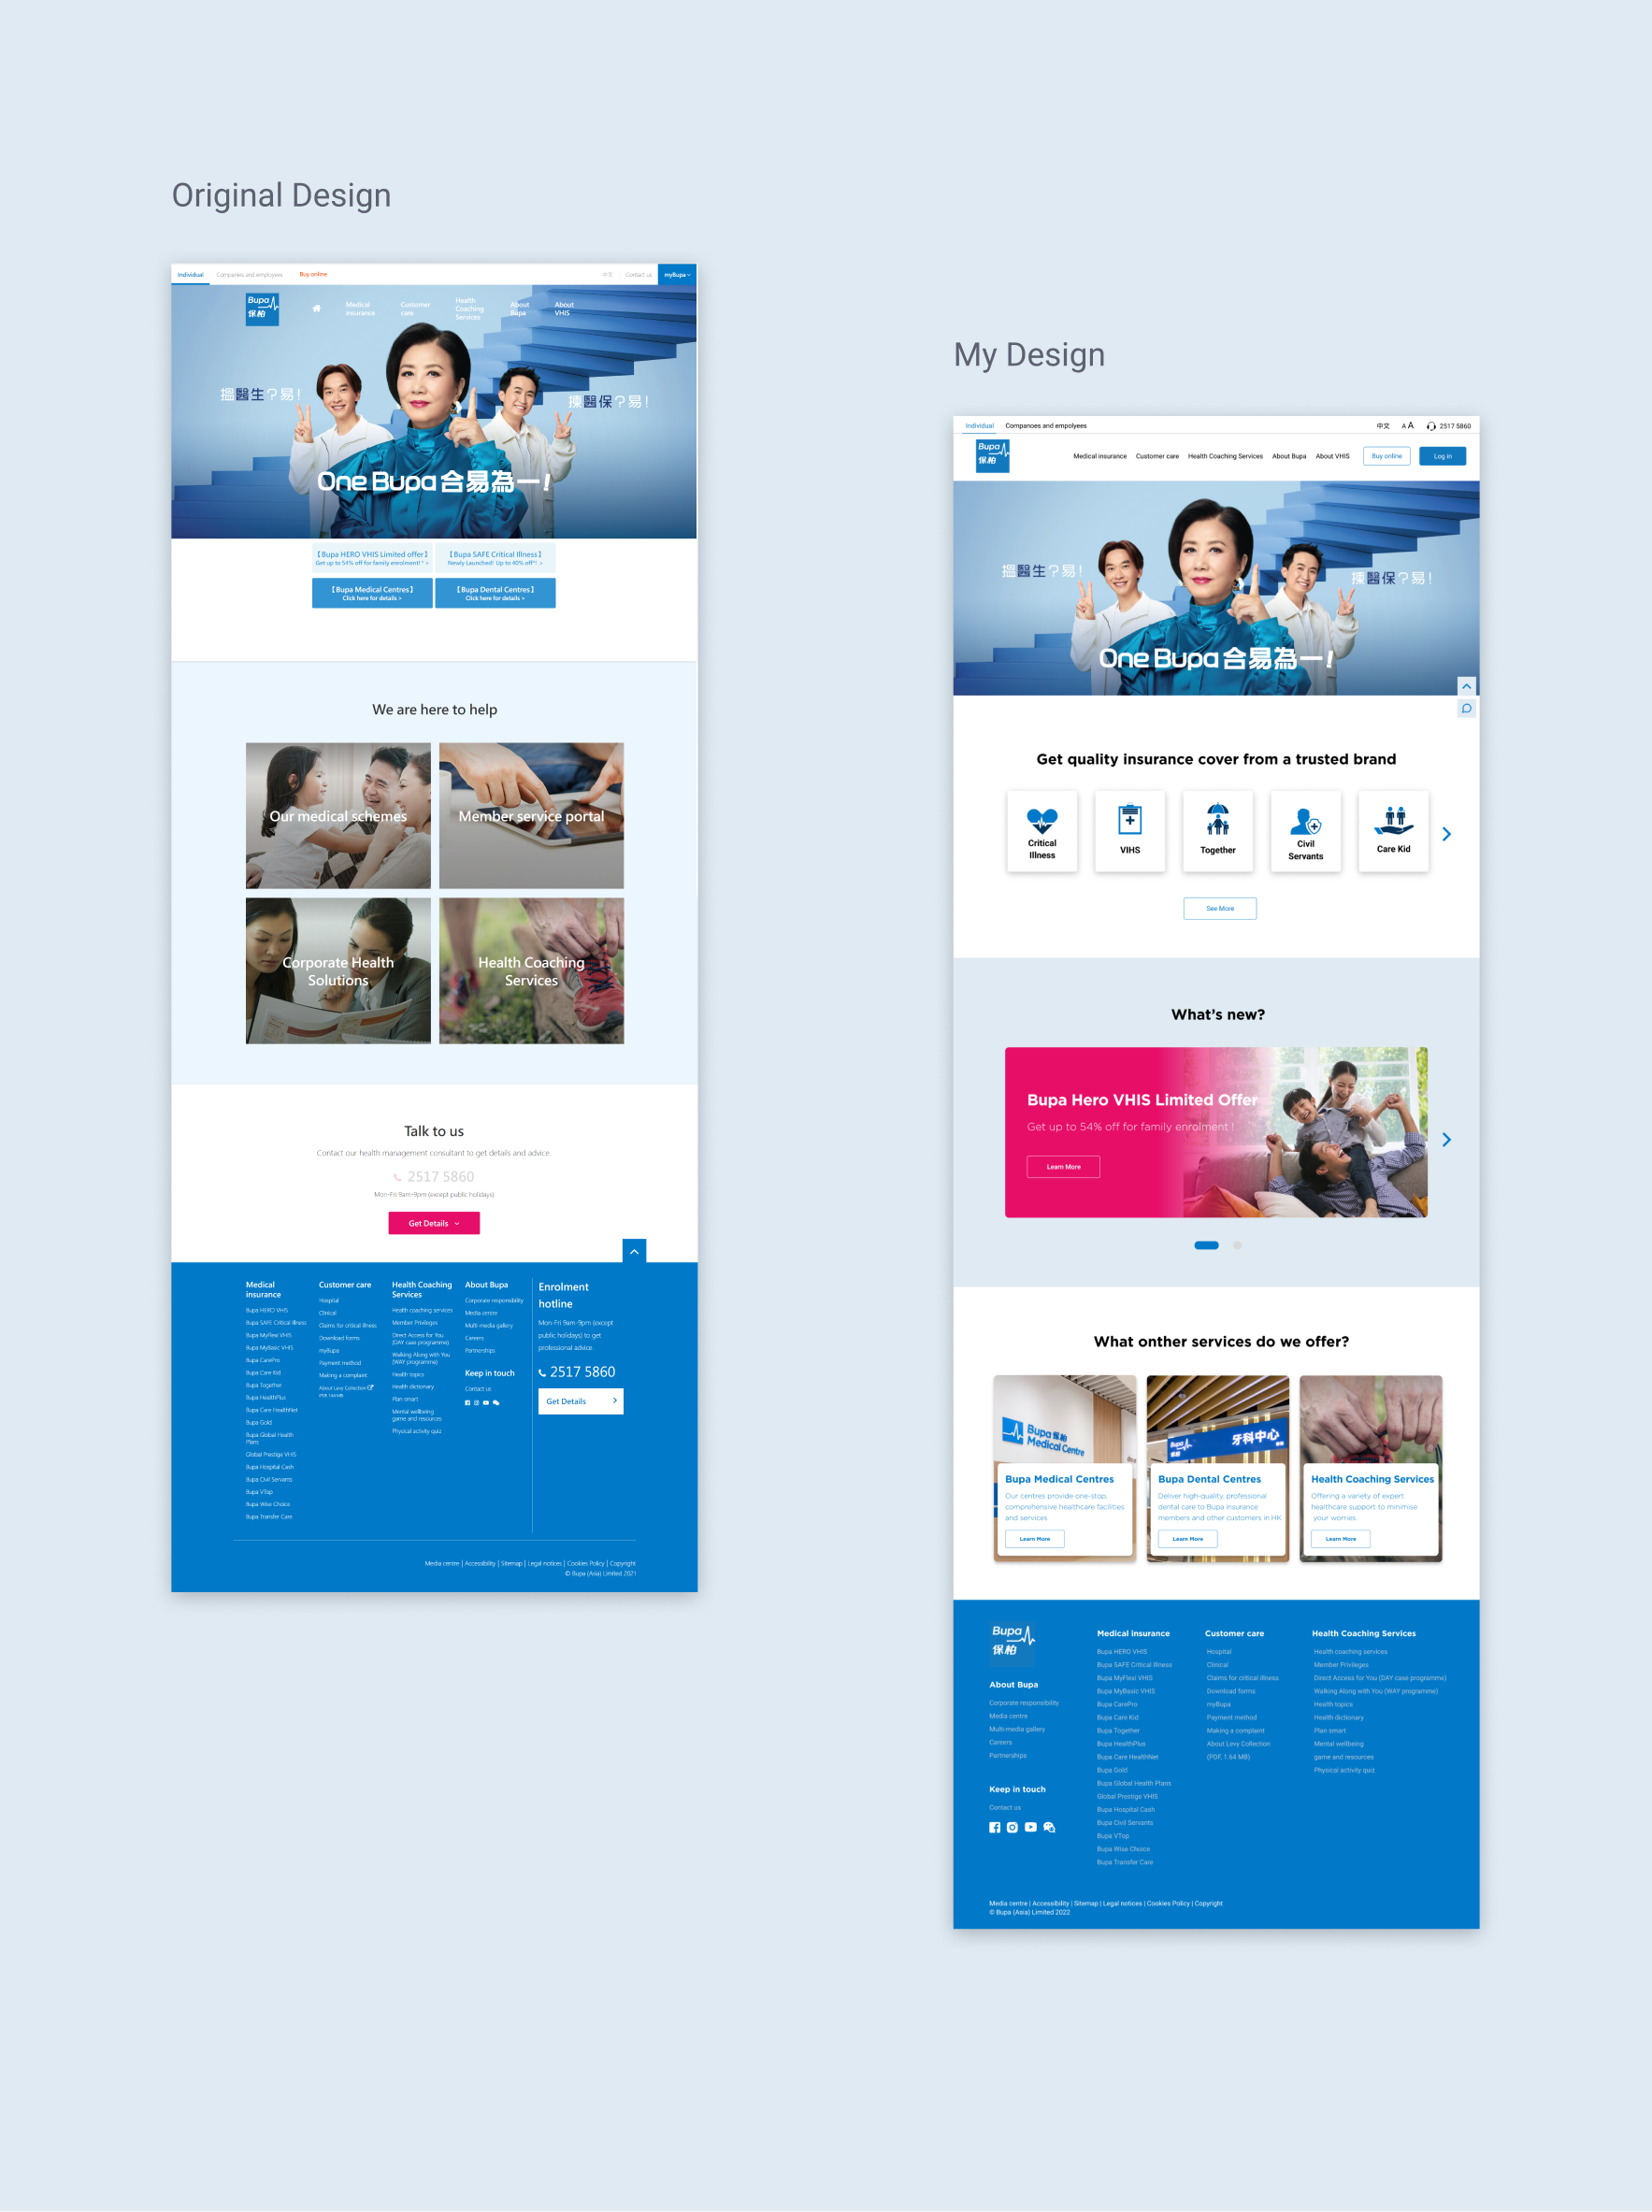 Original Design
Individual
Companies and employees
Buy online
中文
Contact us
myBupa
Bupa
保柏
Medical
insurance
Customer
care
Health
Coaching
Services
About
Bupa
About
VHIS
搵醫生？易！
揀醫保？易！
One Bupa 合易為一！
【Bupa HERO VHIS Limited offer】
Get up to 54% off for family enrolment!* >
【Bupa SAFE Critical Illness】
Newly Launched! Up to 40% off*! >
【Bupa Medical Centres】
Click here for details >
【Bupa Dental Centres】
Click here for details >
We are here to help
Our medical schemes
Member service portal
Corporate Health
Solutions
Health Coaching
Services
Talk to us
Contact our health management consultant to get details and advice.
2517 5860
Mon-Fri 9am-9pm (except public holidays)
Get Details
Medical
insurance
Bupa HERO VHIS
Bupa SAFE Critical Illness
Bupa MyFlexi VHIS
Bupa MyBasic VHIS
Bupa CarePro
Bupa Care Kid
Bupa Together
Bupa HealthPlus
Bupa Care HealthNet
Bupa Gold
Bupa Global Health
Plans
Global Prestige VHIS
Bupa Hospital Cash
Bupa Civil Servants
Bupa VTop
Bupa Wise Choice
Bupa Transfer Care
Customer care
Hospital
Clinical
Claims for critical illness
Download forms
myBupa
Payment method
Making a complaint
About Levy Collection
Health Coaching
Services
Health coaching services
Member Privileges
Direct Access for You
(DAY case programme)
Walking Along with You
(WAY programme)
Health topics
Health dictionary
Plan smart
Mental wellbeing
game and resources
Physical activity quiz
About Bupa
Corporate responsibility
Media centre
Multi-media gallery
Careers
Partnerships
Keep in touch
Contact us
Enrolment
hotline
Mon-Fri 9am-9pm (except
public holidays) to get
professional advice.
2517 5860
Get Details
Media centre | Accessibility | Sitemap | Legal notices | Cookies Policy | Copyright
© Bupa (Asia) Limited 2021
My Design
Individual
Companoes and empolyees
中文
A A
2517 5860
Bupa
保柏
Medical insurance
Customer care
Health Coaching Services
About Bupa
About VHIS
Buy online
Log in
搵醫生？易！
揀醫保？易！
One Bupa 合易為一！
Get quality insurance cover from a trusted brand
Critical
Illness
VIHS
Together
Civil
Servants
Care Kid
See More
What's new?
Bupa Hero VHIS Limited Offer
Get up to 54% off for family enrolment !
Learn More
What onther services do we offer?
Bupa保柏
Medical Centre
Bupa
保柏
牙科中心
Bupa Medical Centres
Our centres provide one-stop,
comprehensive healthcare facilities
and services
Learn More
Bupa Dental Centres
Deliver high-quality, professional
dental care to Bupa insurance
members and other customers in HK
Learn More
Health Coaching Services
Offering a variety of expert
healthcare support to minimise
your worries.
Learn More
Bupa
保柏
About Bupa
Corporate responsibility
Media centre
Multi-media gallery
Careers
Partnerships
Keep in touch
Contact us
Medical insurance
Bupa HERO VHIS
Bupa SAFE Critical Illness
Bupa MyFlexi VHIS
Bupa MyBasic VHIS
Bupa CarePro
Bupa Care Kid
Bupa Together
Bupa HealthPlus
Bupa Care HealthNet
Bupa Gold
Bupa Global Health Plans
Global Prestige VHIS
Bupa Hospital Cash
Bupa Civil Servants
Bupa VTop
Bupa Wise Choice
Bupa Transfer Care
Customer care
Hospital
Clinical
Claims for critical illness
Download forms
myBupa
Payment method
Making a complaint
About Levy Collection
(PDF, 1.64 MB)
Health Coaching Services
Health coaching services
Member Privileges
Direct Access for You (DAY case programme)
Walking Along with You (WAY programme)
Health topics
Health dictionary
Plan smart
Mental wellbeing
game and resources
Physical activity quiz
Media centre | Accessibility | Sitemap | Legal notices | Cookies Policy | Copyright
© Bupa (Asia) Limited 2022